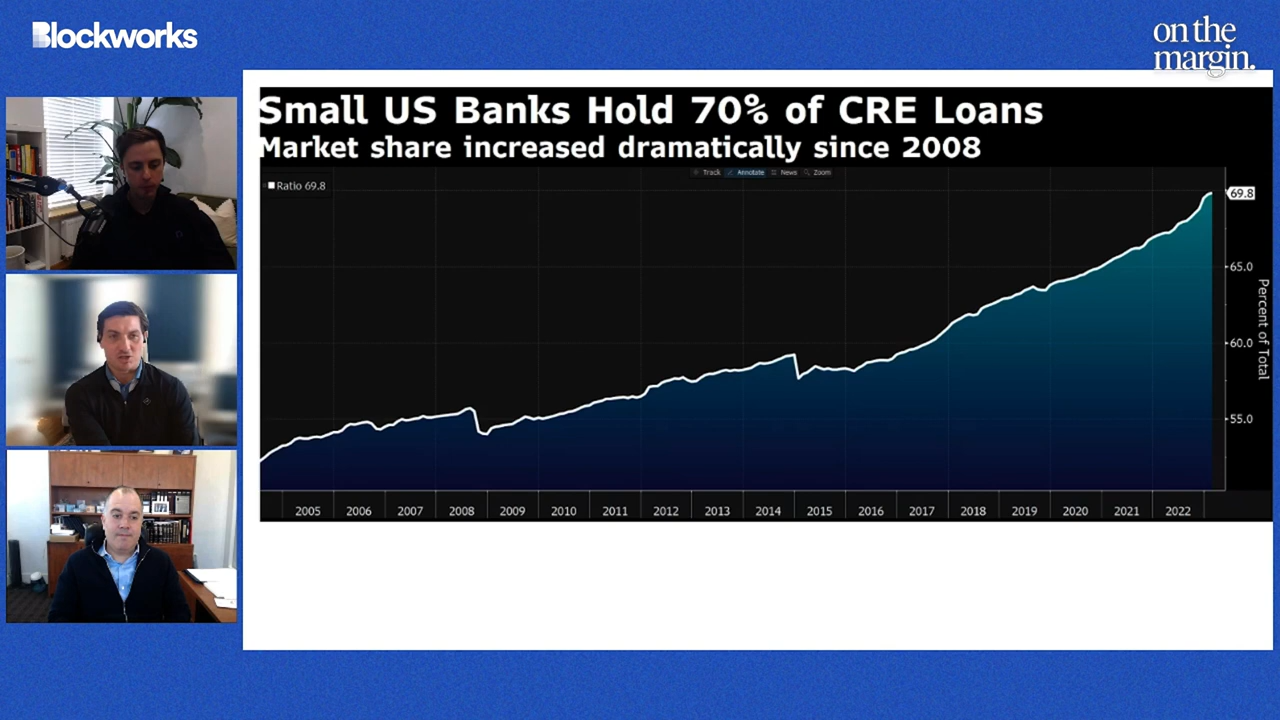 Blockworks
on the
margin.
Small US Banks Hold 70% of CRE Loans
Market share increased dramatically since 2008
Track Annotate News Zoom
Ratio 69.8
69.8
65.0
60.0
55.0
Percent of Total
2005 2006 2007 2008 2009 2010 2011 2012 2013 2014 2015 2016 2017 2018 2019 2020 2021 2022